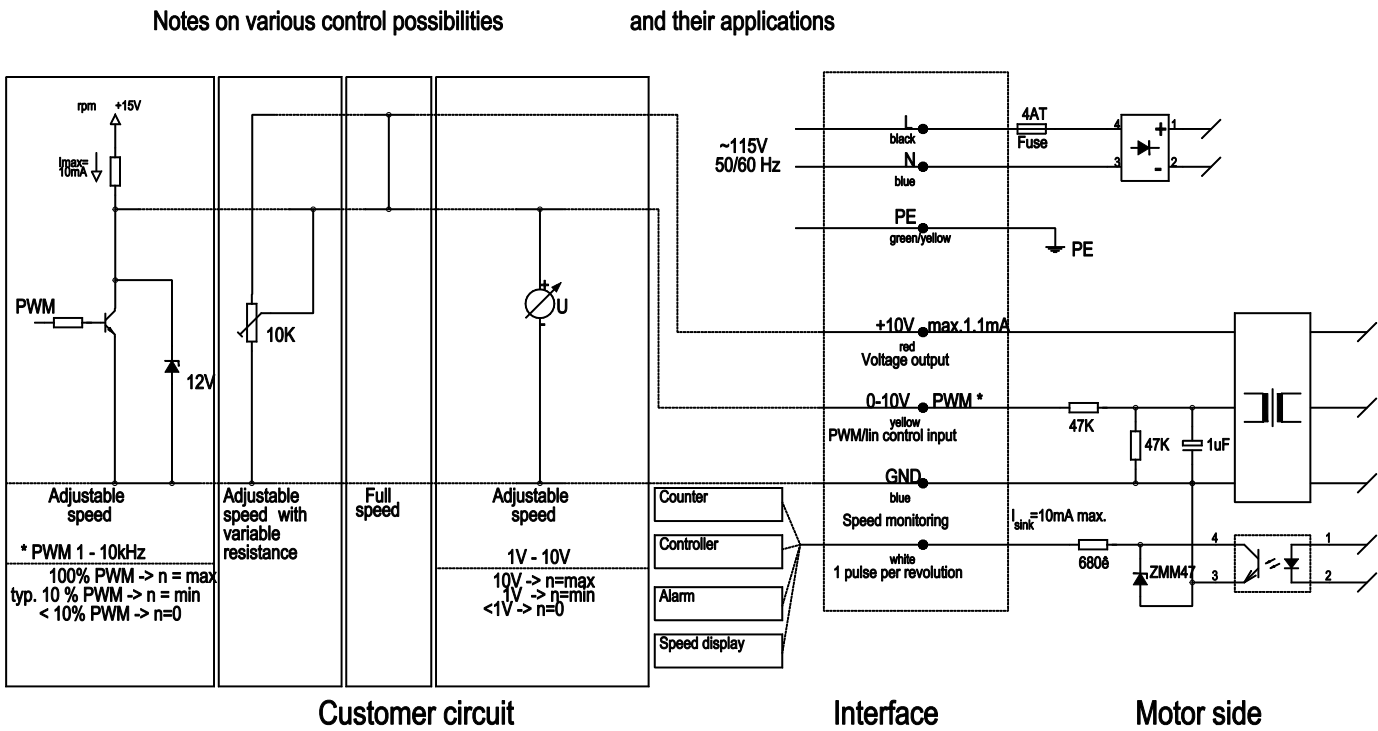 Notes on various control possibilities and their applications
rpm +15V
Imax=
10mA
PWM
12V
Adjustable
speed
* PWM 1 - 10kHz
100% PWM -> n = max
typ. 10 % PWM -> n = min
< 10% PWM -> n=0
10K
Adjustable
speed with
variable
resistance
Full
speed
+
U
-
Adjustable
speed
1V - 10V
10V -> n=max
1V -> n=min
<1V -> n=0
Counter
Controller
Alarm
Speed display
~115V
50/60 Hz
L
black
N
blue
PE
green/yellow
+10V max.1.1mA
red
Voltage output
0-10V PWM *
yellow
PWM/lin control input
GND
blue
Speed monitoring
white
1 pulse per revolution
4AT
Fuse
4 + 1
3 - 2
PE
47K
47K
1uF
Isink=10mA max.
680ê
ZMM47
4 1
3 2
Customer circuit
Interface
Motor side